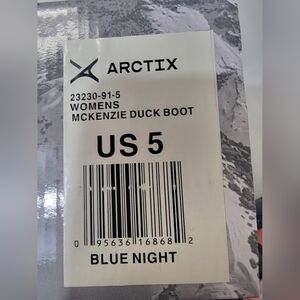 ARCTIX
23230-91-5
WOMENS
MCKENZIE DUCK BOOT
US 5
0 95636 16868 2
BLUE NIGHT